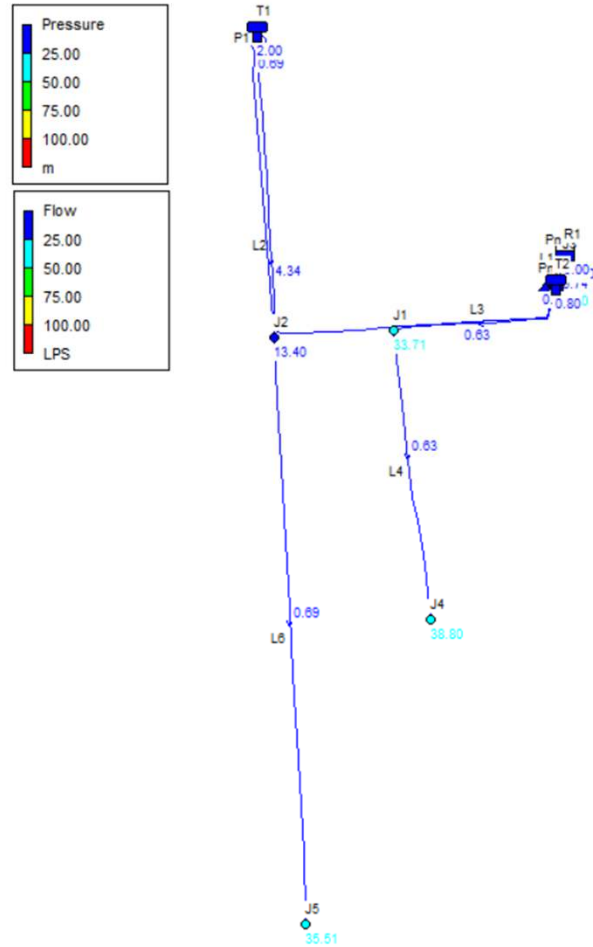 Pressure
25.00
50.00
75.00
100.00
m
Flow
25.00
50.00
75.00
100.00
LPS
T1
P1
2.00
0.69
L2
4.34
J2
13.40
J1
33.71
L3
0.63
R1
T2
0.80
0.63
L4
J4
38.80
0.69
L6
J5
35.51